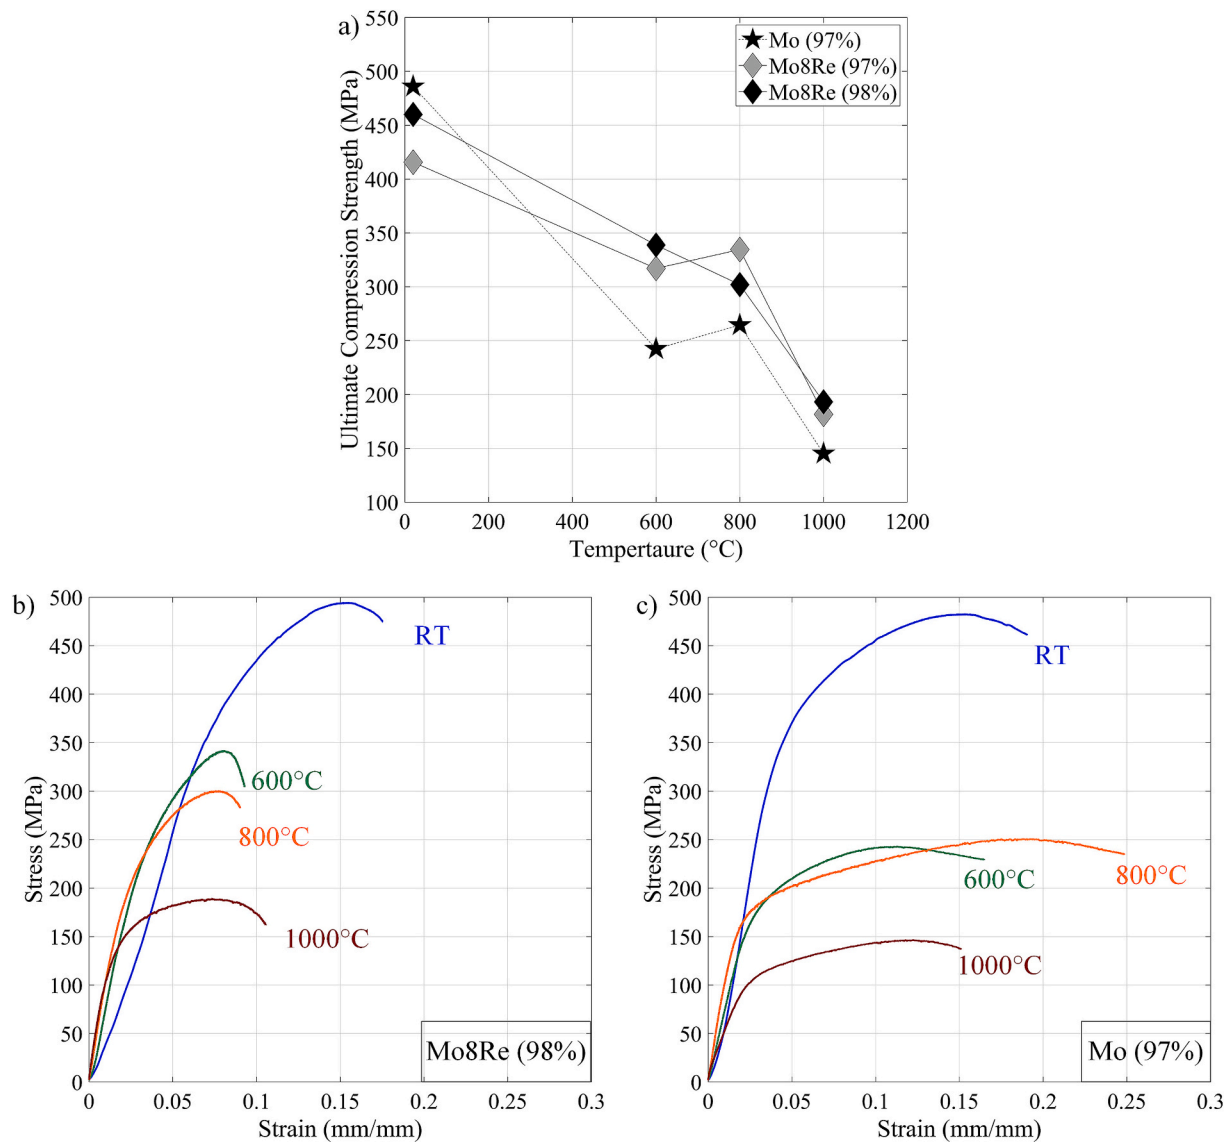 a)
Ultimate Compression Strength (MPa)
550
500
450
400
350
300
250
200
150
100
0 200 400 600 800 1000 1200
Tempertaure (°C)
Mo (97%)
Mo8Re (97%)
Mo8Re (98%)
b)
Stress (MPa)
500
450
400
350
300
250
200
150
100
50
0
0 0.05 0.1 0.15 0.2 0.25 0.3
Strain (mm/mm)
RT
600°C
800°C
1000°C
Mo8Re (98%)
c)
Stress (MPa)
500
450
400
350
300
250
200
150
100
50
0
0 0.05 0.1 0.15 0.2 0.25 0.3
Strain (mm/mm)
RT
600°C
800°C
1000°C
Mo (97%)